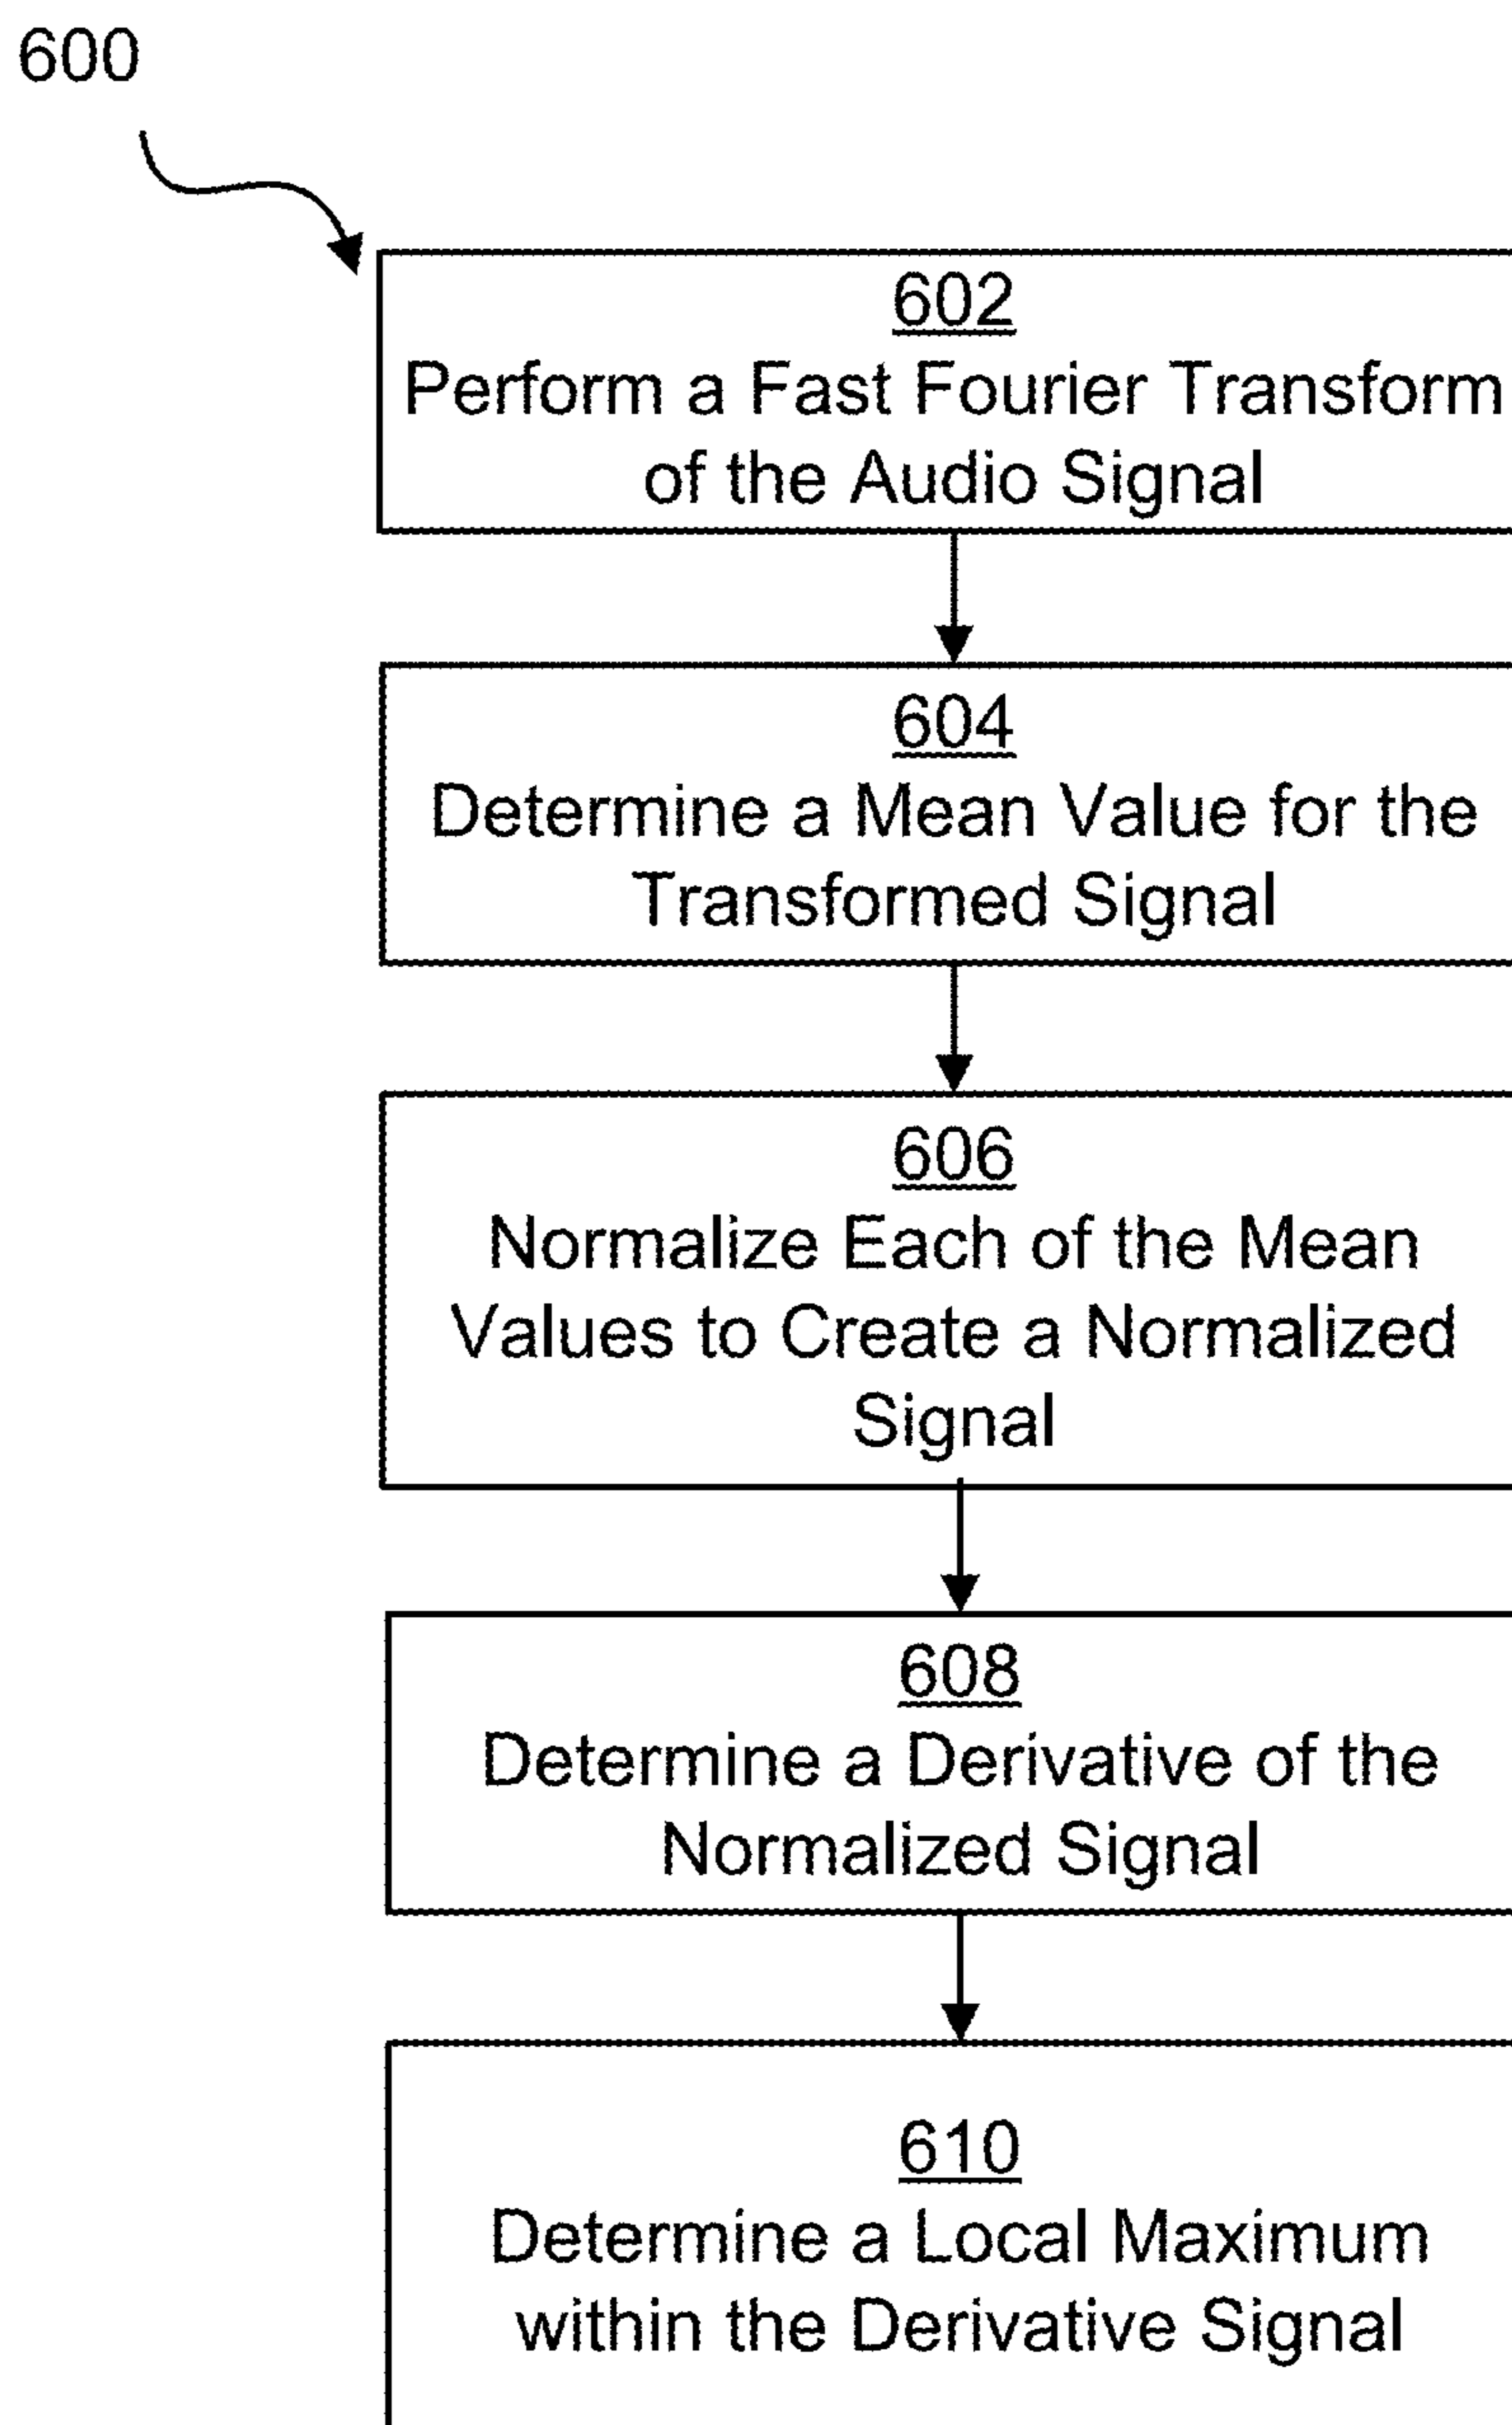 600
602
Perform a Fast Fourier Transform
of the Audio Signal
604
Determine a Mean Value for the
Transformed Signal
606
Normalize Each of the Mean
Values to Create a Normalized
Signal
608
Determine a Derivative of the
Normalized Signal
610
Determine a Local Maximum
within the Derivative Signal